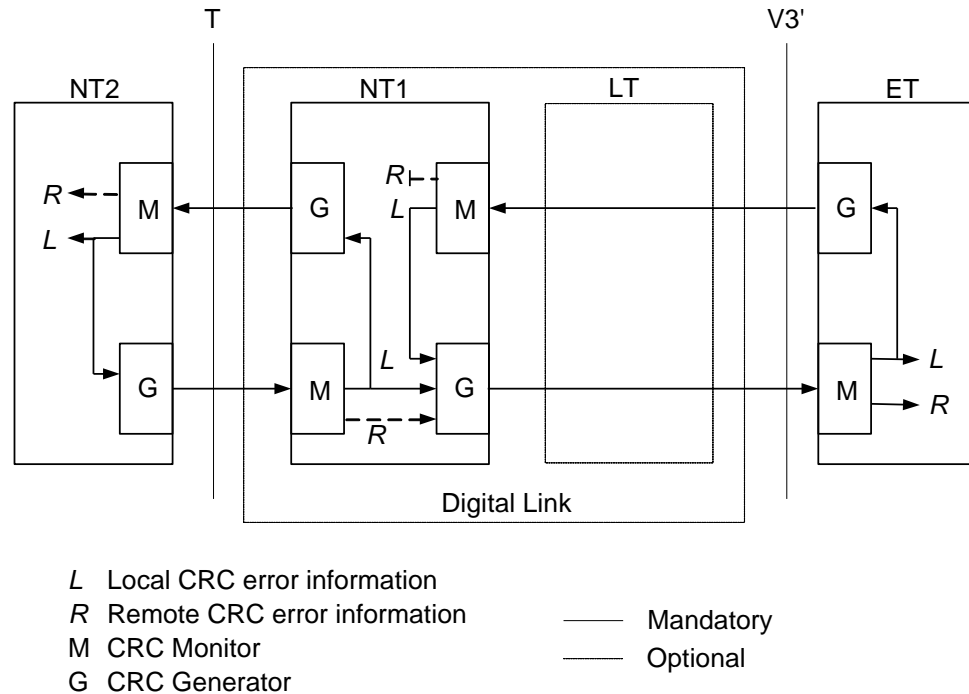 T V3'
NT2 NT1 LT ET
R M G R L M G
L
G M L R G M L R
Digital Link
L Local CRC error information
R Remote CRC error information
M CRC Monitor
G CRC Generator
Mandatory
Optional